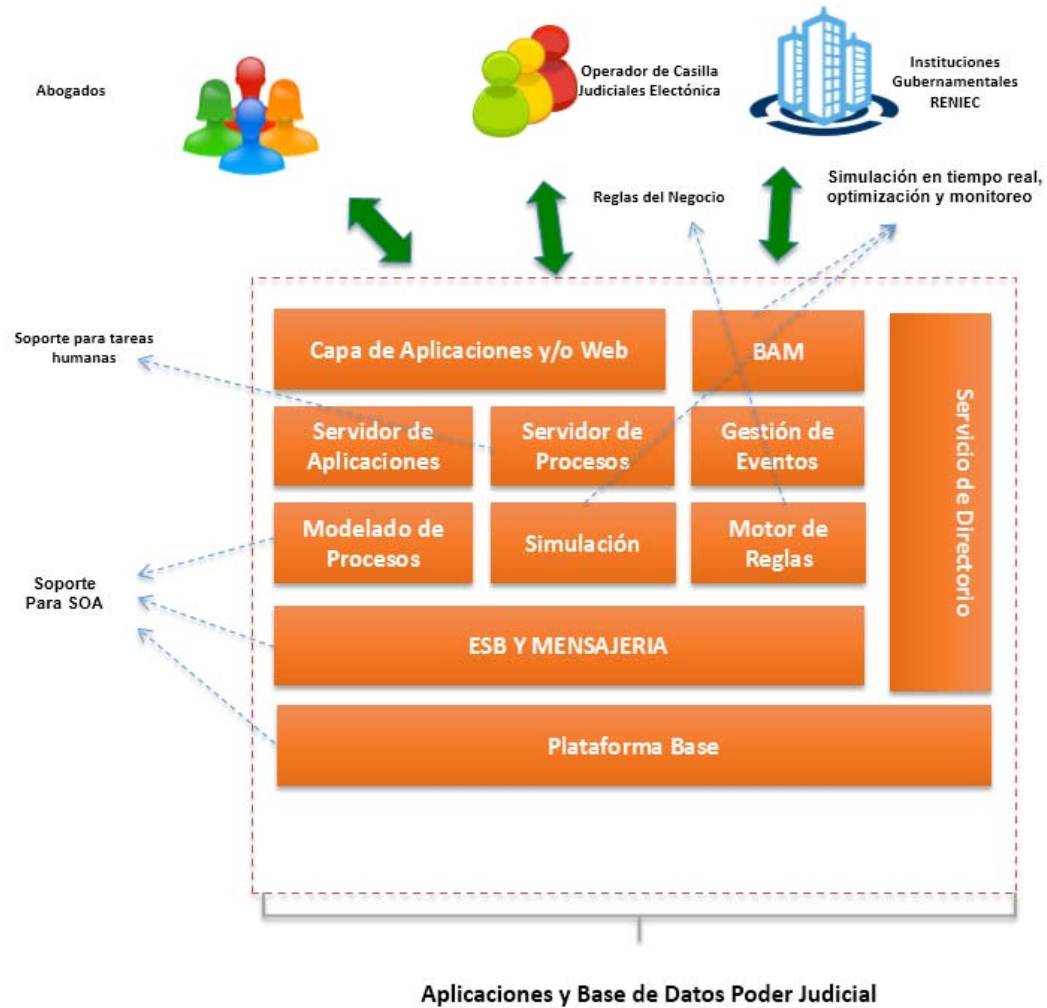 Abogados
Operador de Casilla
Judiciales Electónica
Instituciones
Gubernamentales
RENIEC
Reglas del Negocio
Simulación en tiempo real,
optimización y monitoreo
Soporte para tareas
humanas
Capa de Aplicaciones y/o Web
BAM
Servidor de
Aplicaciones
Servidor de
Procesos
Gestión de
Eventos
Servicio de Directorio
Modelado de
Procesos
Simulación
Motor de
Reglas
Soporte
Para SOA
ESB Y MENSAJERIA
Plataforma Base
Aplicaciones y Base de Datos Poder Judicial